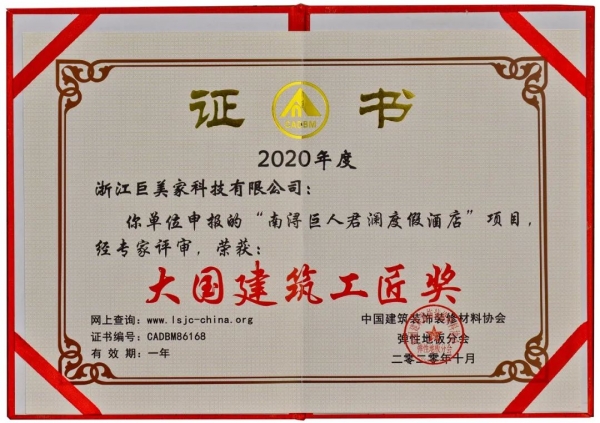 证书
2020年度
浙江巨美家科技有限公司：
你单位申报的“南浔巨人君澜度假酒店”项目，
经专家评审，荣获：
大国建筑工匠奖
网上查询：www.lsjc-china.org
证书编号：CADBM86168
有 效 期：一年
中国建筑装饰装修材料协会
弹性地板分会
二〇二〇年十月